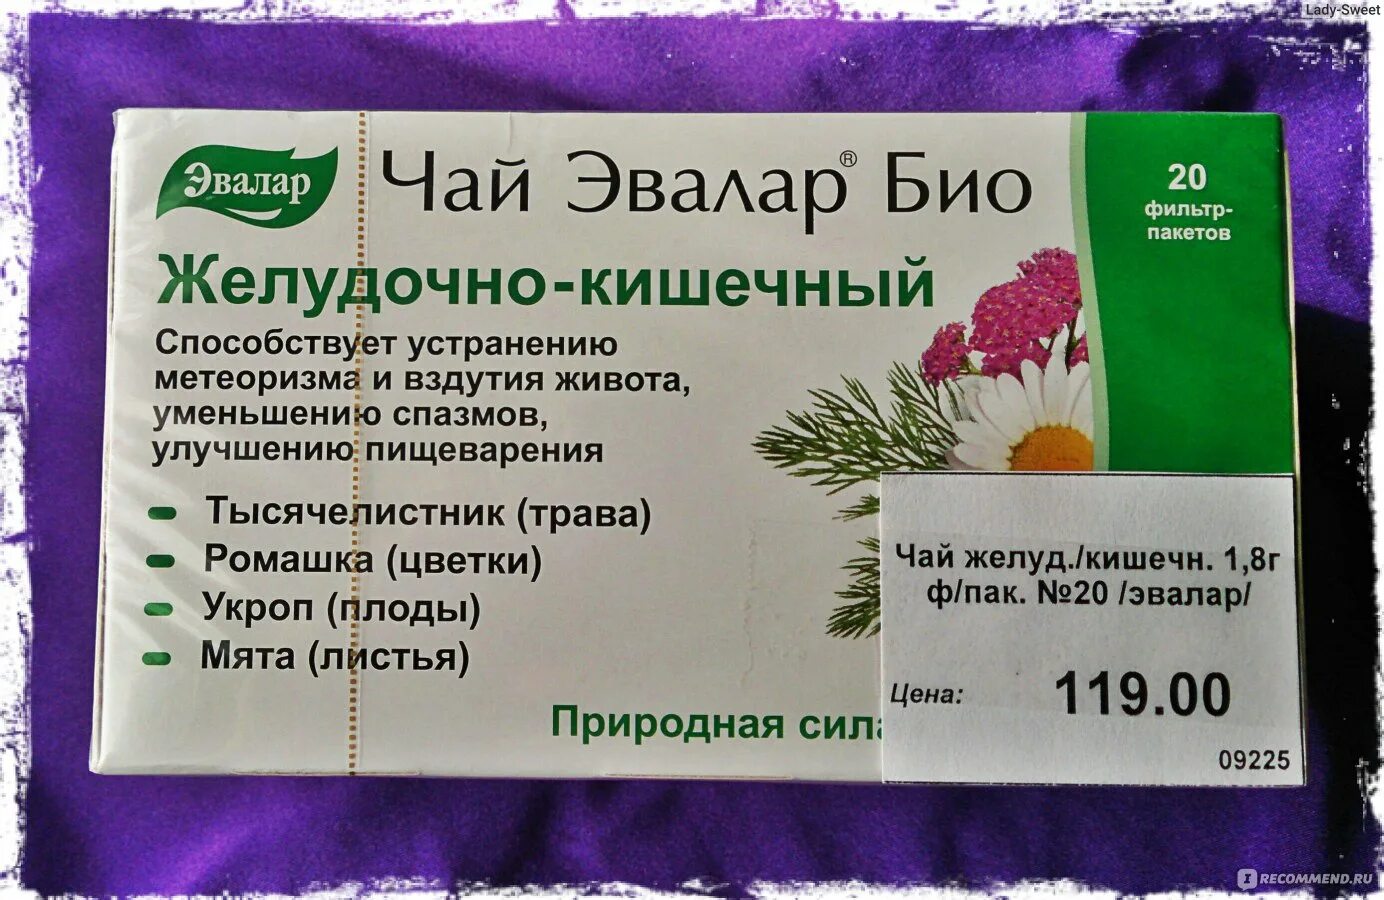 Lady-Sweet
Эвалар
Чай Эвалар® Био
20
фильтр-
пакетов
Желудочно-кишечный
Способствует устранению
метеоризма и вздутия живота,
уменьшению спазмов,
улучшению пищеварения
Тысячелистник (трава)
Ромашка (цветки)
Укроп (плоды)
Мята (листья)
Природная сила
Чай желуд./кишечн. 1,8г
ф/пак. №20 /эвалар/
Цена: 119.00
09225
IRECOMMEND.RU